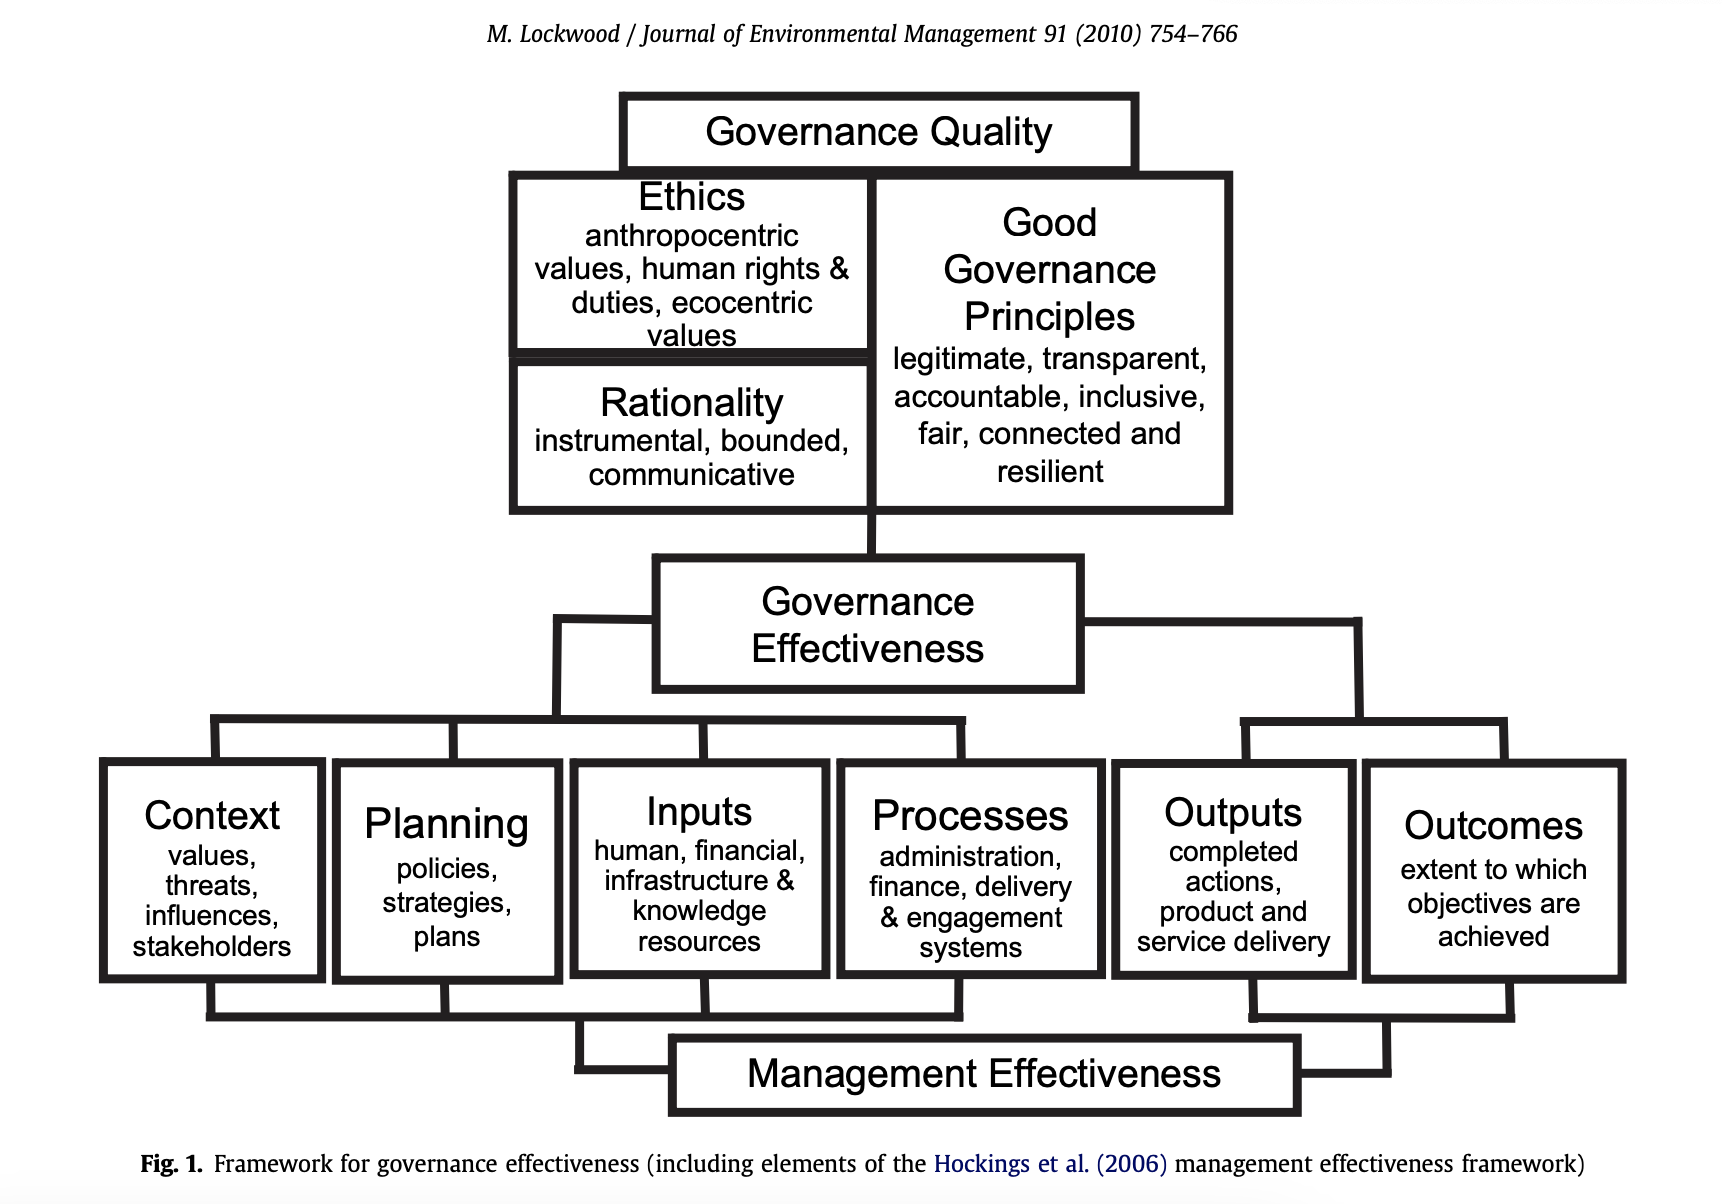 M. Lockwood / Journal of Environmental Management 91 (2010) 754–766
Governance Quality
Ethics
anthropocentric
values, human rights &
duties, ecocentric
values
Rationality
instrumental, bounded,
communicative
Good
Governance
Principles
legitimate, transparent,
accountable, inclusive,
fair, connected and
resilient
Governance
Effectiveness
Context
values,
threats,
influences,
stakeholders
Planning
policies,
strategies,
plans
Inputs
human, financial,
infrastructure &
knowledge
resources
Processes
administration,
finance, delivery
& engagement
systems
Outputs
completed
actions,
product and
service delivery
Outcomes
extent to which
objectives are
achieved
Management Effectiveness
Fig. 1. Framework for governance effectiveness (including elements of the Hockings et al. (2006) management effectiveness framework)